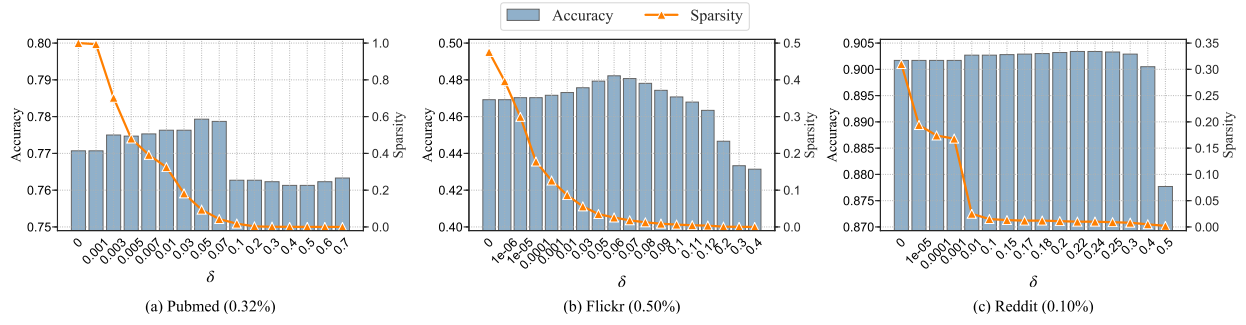 Accuracy
Sparsity
Accuracy
0.80
0.79
0.78
0.77
0.76
0.75
1.0
0.8
0.6
0.4
0.2
0.0
Sparsity
0 0.001 0.003 0.005 0.007 0.01 0.03 0.05 0.07 0.1 0.2 0.3 0.4 0.5 0.6 0.7
δ
(a) Pubmed (0.32%)
Accuracy
0.50
0.48
0.46
0.44
0.42
0.40
0.5
0.4
0.3
0.2
0.1
0.0
Sparsity
0 1e-06 1e-05 0.0001 0.001 0.01 0.03 0.05 0.06 0.07 0.08 0.09 0.1 0.11 0.12 0.2 0.3 0.4
δ
(b) Flickr (0.50%)
Accuracy
0.905
0.900
0.895
0.890
0.885
0.880
0.875
0.870
0.35
0.30
0.25
0.20
0.15
0.10
0.05
0.00
Sparsity
0 1e-05 0.0001 0.001 0.01 0.1 0.15 0.17 0.18 0.2 0.22 0.24 0.25 0.3 0.4 0.5
δ
(c) Reddit (0.10%)